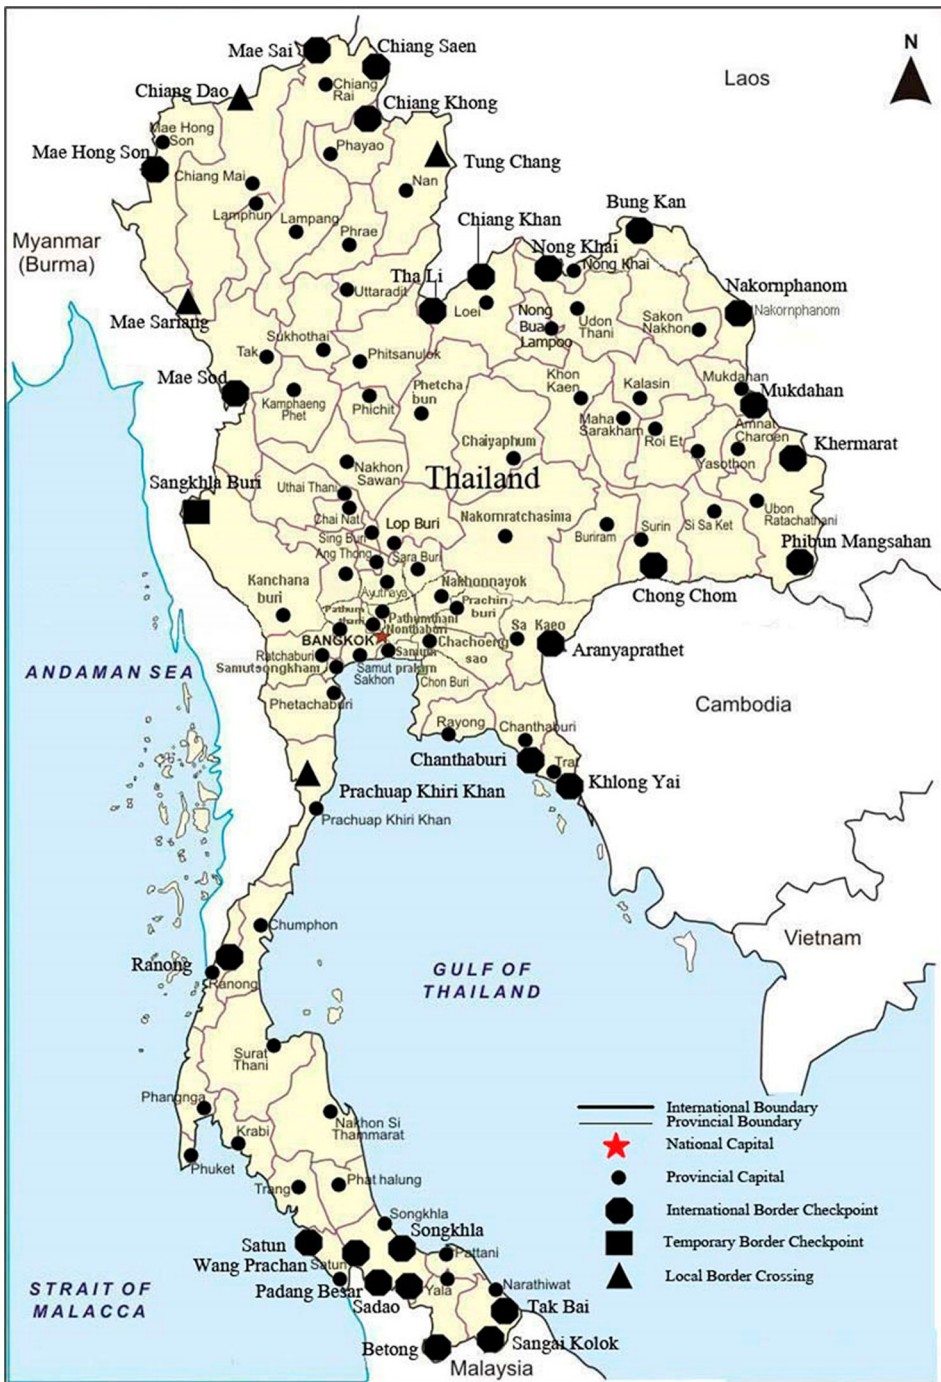 N
Mae Sai
Chiang Saen
Laos
Chiang Dao
Chiang
Rai
Chiang Khong
Mae Hong
Son
Mae Hong Son
Phayao
Tung Chang
Chiang Mai
Nan
Lamphun
Lampang
Phrae
Chiang Khan
Bung Kan
Myanmar
(Burma)
Nong Khai
Nong Khai
Tha Li
Uttaradit
Loei
Nakornphanom
Nakornphanom
Mae Sariang
Nong
Bua
Lampoo
Udon
Thani
Sakon
Nakhon
Sukhothai
Tak
Phitsanulok
Mae Sod
Kamphaeng
Phet
Phichit
Phetcha
bun
Khon
Kaen
Kalasin
Mukdahan
Mukdahan
Maha
Sarakham
Roi Et
Amnat
Charoen
Yasothon
Khermarat
Chaiyaphum
Nakhon
Sawan
Thailand
Sangkhla Buri
Uthai Thani
Chai Nat
Lop Buri
Nakornratchasima
Buriram
Surin
Si Sa Ket
Ubon
Ratachathani
Sing Buri
Ang Thong
Sara Buri
Phibun Mangsahan
Kanchana
buri
Ayuthaya
Nakhonnayok
Chong Chom
Prachin
buri
Pathum
Pathumthani
Nonthaburi
Sa Kaeo
BANGKOK
Chachoeng
sao
Aranyaprathet
Ratchaburi
Samutsongkham
Samut
Sakhon
Samut
prakarn
ANDAMAN SEA
Chon Buri
Phetachaburi
Cambodia
Rayong
Chanthaburi
Chanthaburi
Trat
Khlong Yai
Prachuap Khiri Khan
Prachuap Khiri Khan
Chumphon
Vietnam
Ranong
Ranong
GULF OF
THAILAND
Surat
Thani
Phangnga
Nakhon Si
Thammarat
Krabi
Phuket
Trang
Phat halung
International Boundary
Provincial Boundary
National Capital
Provincial Capital
International Border Checkpoint
Temporary Border Checkpoint
Local Border Crossing
Songkhla
Songkhla
Satun
Wang Prachan
Satun
Pattani
Padang Besar
Sadao
Yala
Narathiwat
Tak Bai
STRAIT OF
MALACCA
Betong
Sangai Kolok
Malaysia